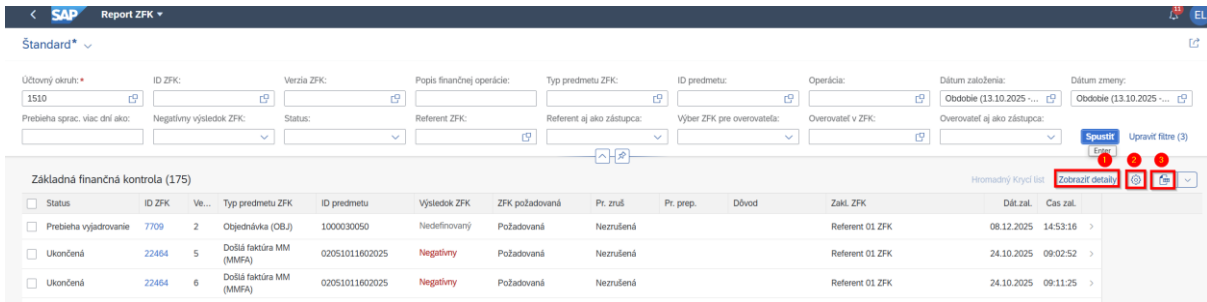 SAP Report ZFK
11
EL
Štandard*
Účtovný okruh:* ID ZFK: Verzia ZFK: Popis finančnej operácie: Typ predmetu ZFK: ID predmetu: Operácia: Dátum založenia: Dátum zmeny:
1510 Obdobie (13.10.2025 -... Obdobie (13.10.2025 -...
Prebieha sprac. viac dní ako: Negatívny výsledok ZFK: Status: Referent ZFK: Referent aj ako zástupca: Výber ZFK pre overovateľa: Overovateľ v ZFK: Overovateľ aj ako zástupca:
Spustiť Upraviť filtre (3)
Enter
1 2 3
Základná finančná kontrola (175) Hromadný Krycí list Zobraziť detaily
Status ID ZFK Ve... Typ predmetu ZFK ID predmetu Výsledok ZFK ZFK požadovaná Pr. zruš Pr. prep. Dôvod Zakl. ZFK Dát.zal. Čas zal.
Prebieha vyjadrovanie 7709 2 Objednávka (OBJ) 1000030050 Nedefinovaný Požadovaná Nezrušená Referent 01 ZFK 08.12.2025 14:53:16
Ukončená 22464 5 Došlá faktúra MM (MMFA) 02051011602025 Negatívny Požadovaná Nezrušená Referent 01 ZFK 24.10.2025 09:02:52
Ukončená 22464 6 Došlá faktúra MM (MMFA) 02051011602025 Negatívny Požadovaná Nezrušená Referent 01 ZFK 24.10.2025 09:11:25